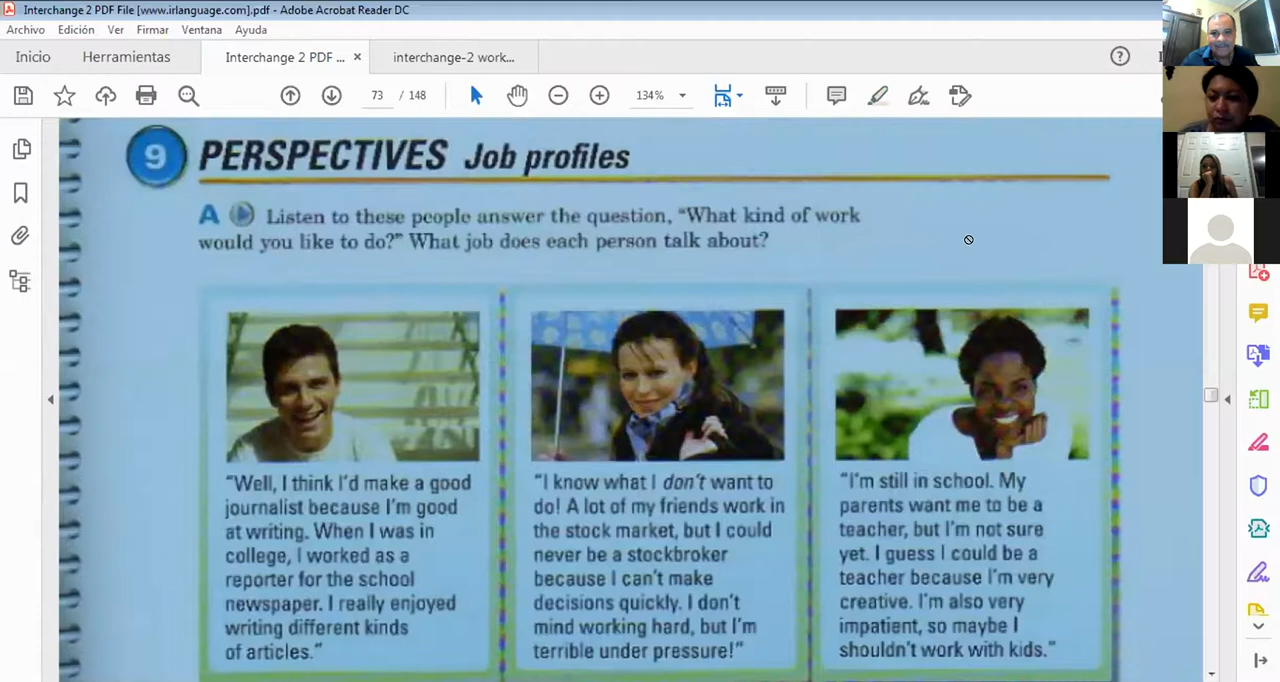 Interchange 2 PDF File [www.irlanguage.com].pdf - Adobe Acrobat Reader DC
Archivo Edición Ver Firmar Ventana Ayuda
Inicio Herramientas Interchange 2 PDF ... × interchange-2 work... ?
73 / 148 134%
9 PERSPECTIVES Job profiles
A Listen to these people answer the question, “What kind of work
would you like to do?” What job does each person talk about?
“Well, I think I'd make a good
journalist because I'm good
at writing. When I was in
college, I worked as a
reporter for the school
newspaper. I really enjoyed
writing different kinds
of articles.”
“I know what I don't want to
do! A lot of my friends work in
the stock market, but I could
never be a stockbroker
because I can't make
decisions quickly. I don't
mind working hard, but I'm
terrible under pressure!”
“I'm still in school. My
parents want me to be a
teacher, but I'm not sure
yet. I guess I could be a
teacher because I'm very
creative. I'm also very
impatient, so maybe I
shouldn't work with kids.”